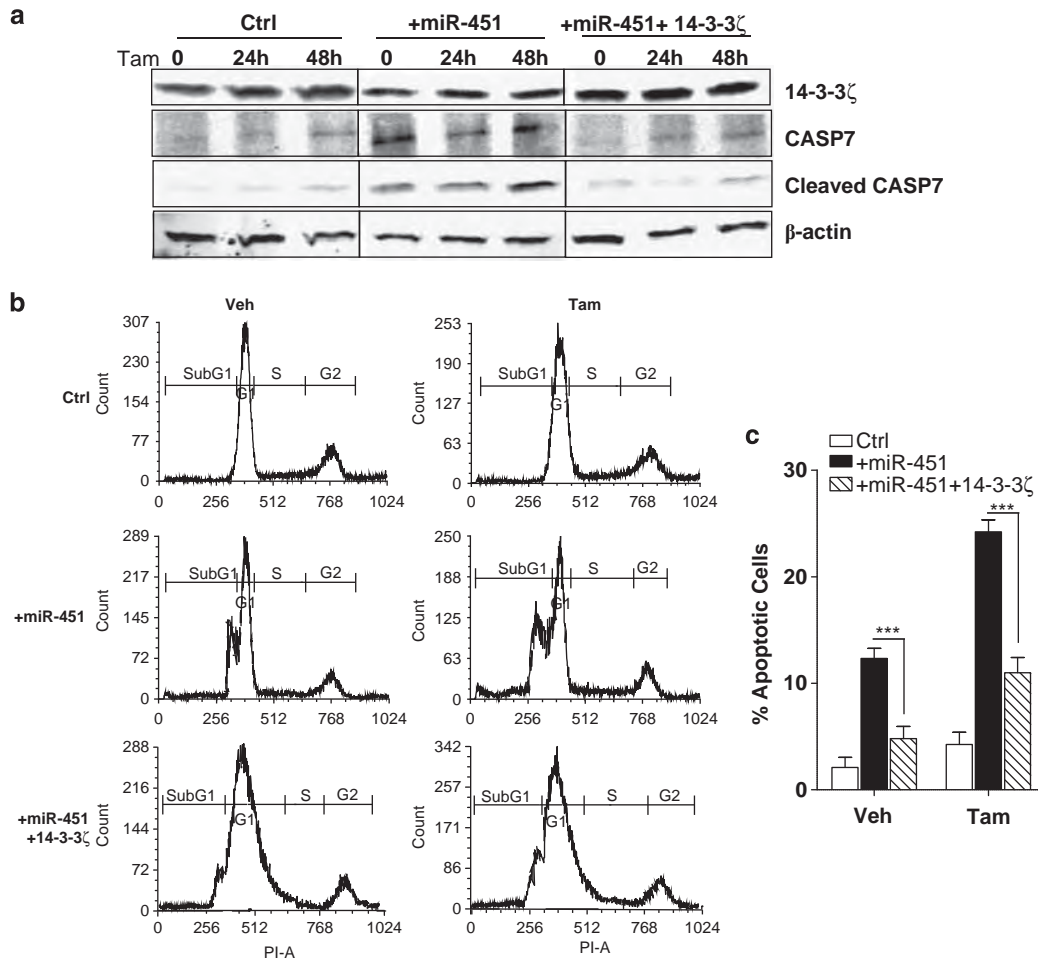 a
Ctrl +miR-451 +miR-451+ 14-3-3ζ
Tam 0 24h 48h 0 24h 48h 0 24h 48h
14-3-3ζ
CASP7
Cleaved CASP7
β-actin
b
Veh Tam
Ctrl
Count
307
230
154
77
0
SubG1 G1 S G2
0 256 512 768 1024
Count
253
190
127
63
0
SubG1 G1 S G2
0 256 512 768 1024
+miR-451
Count
289
217
145
72
0
SubG1 G1 S G2
0 256 512 768 1024
Count
250
188
125
63
0
SubG1 G1 S G2
0 256 512 768 1024
+miR-451
+14-3-3ζ
Count
288
216
144
72
0
SubG1 G1 S G2
0 256 512 768 1024
PI-A
Count
342
257
171
86
0
SubG1 G1 S G2
0 256 512 768 1024
PI-A
c
Ctrl
+miR-451
+miR-451+14-3-3ζ
% Apoptotic Cells
30
20
10
0
***
***
Veh Tam